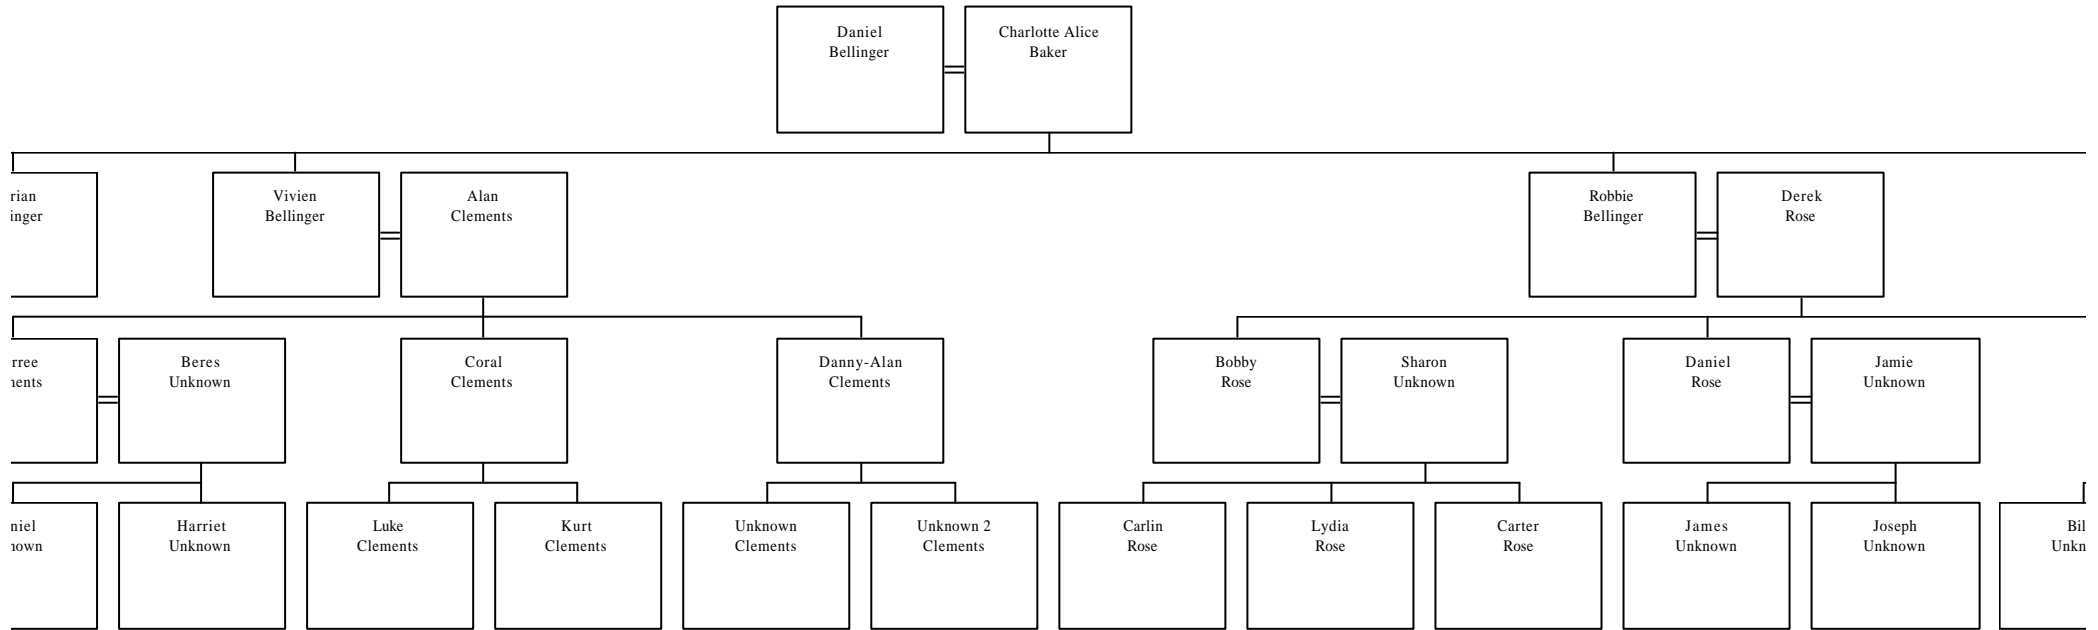 Daniel
Bellinger
Charlotte Alice
Baker
Vivien
Bellinger
Alan
Clements
Robbie
Bellinger
Derek
Rose
Beres
Unknown
Coral
Clements
Danny-Alan
Clements
Bobby
Rose
Sharon
Unknown
Daniel
Rose
Jamie
Unknown
Harriet
Unknown
Luke
Clements
Kurt
Clements
Unknown
Clements
Unknown 2
Clements
Carlin
Rose
Lydia
Rose
Carter
Rose
James
Unknown
Joseph
Unknown